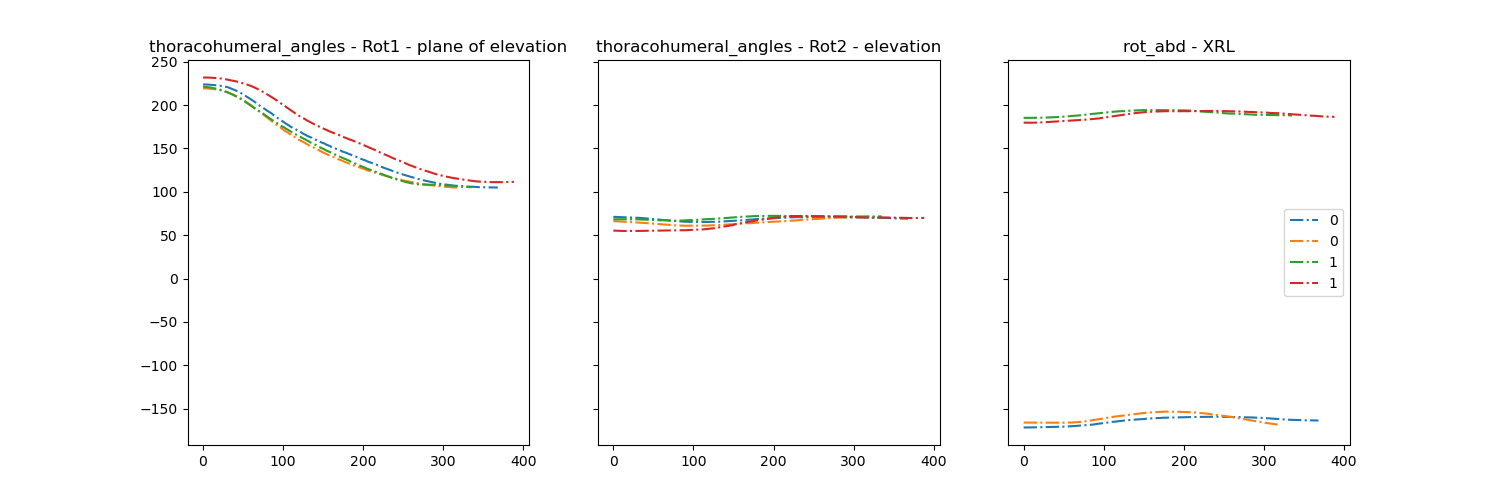 thoracohumeral_angles - Rot1 - plane of elevation
thoracohumeral_angles - Rot2 - elevation
rot_abd - XRL
250
200
150
100
50
0
−50
−100
−150
0 100 200 300 400
0 100 200 300 400
0 100 200 300 400
0
0
1
1